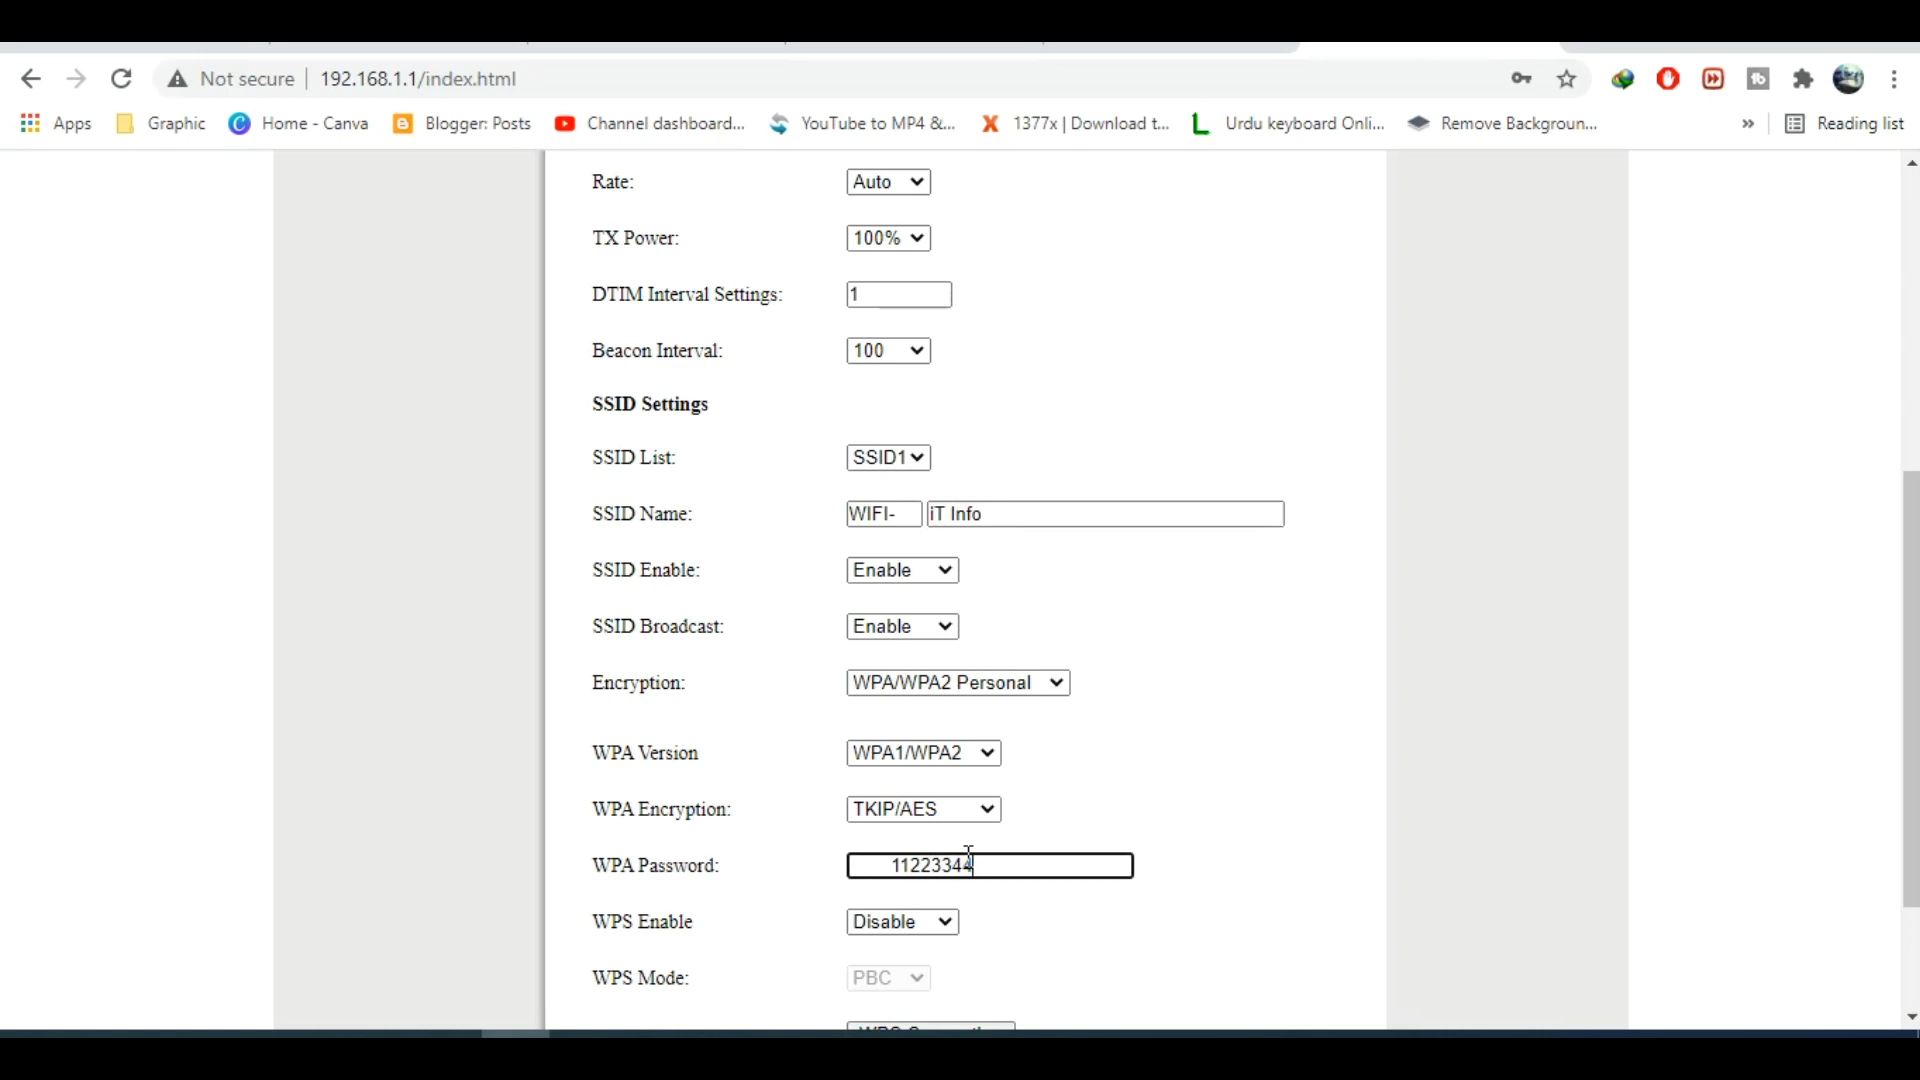 Not secure 192.168.1.1/index.html
Apps Graphic Home - Canva Blogger: Posts Channel dashboard... YouTube to MP4 &... 1377x | Download t... Urdu keyboard Onli... Remove Backgroun... » Reading list
Rate: Auto
TX Power: 100%
DTIM Interval Settings: 1
Beacon Interval: 100
SSID Settings
SSID List: SSID1
SSID Name: WIFI- iT Info
SSID Enable: Enable
SSID Broadcast: Enable
Encryption: WPA/WPA2 Personal
WPA Version WPA1/WPA2
WPA Encryption: TKIP/AES
WPA Password: 11223344
WPS Enable Disable
WPS Mode: PBC